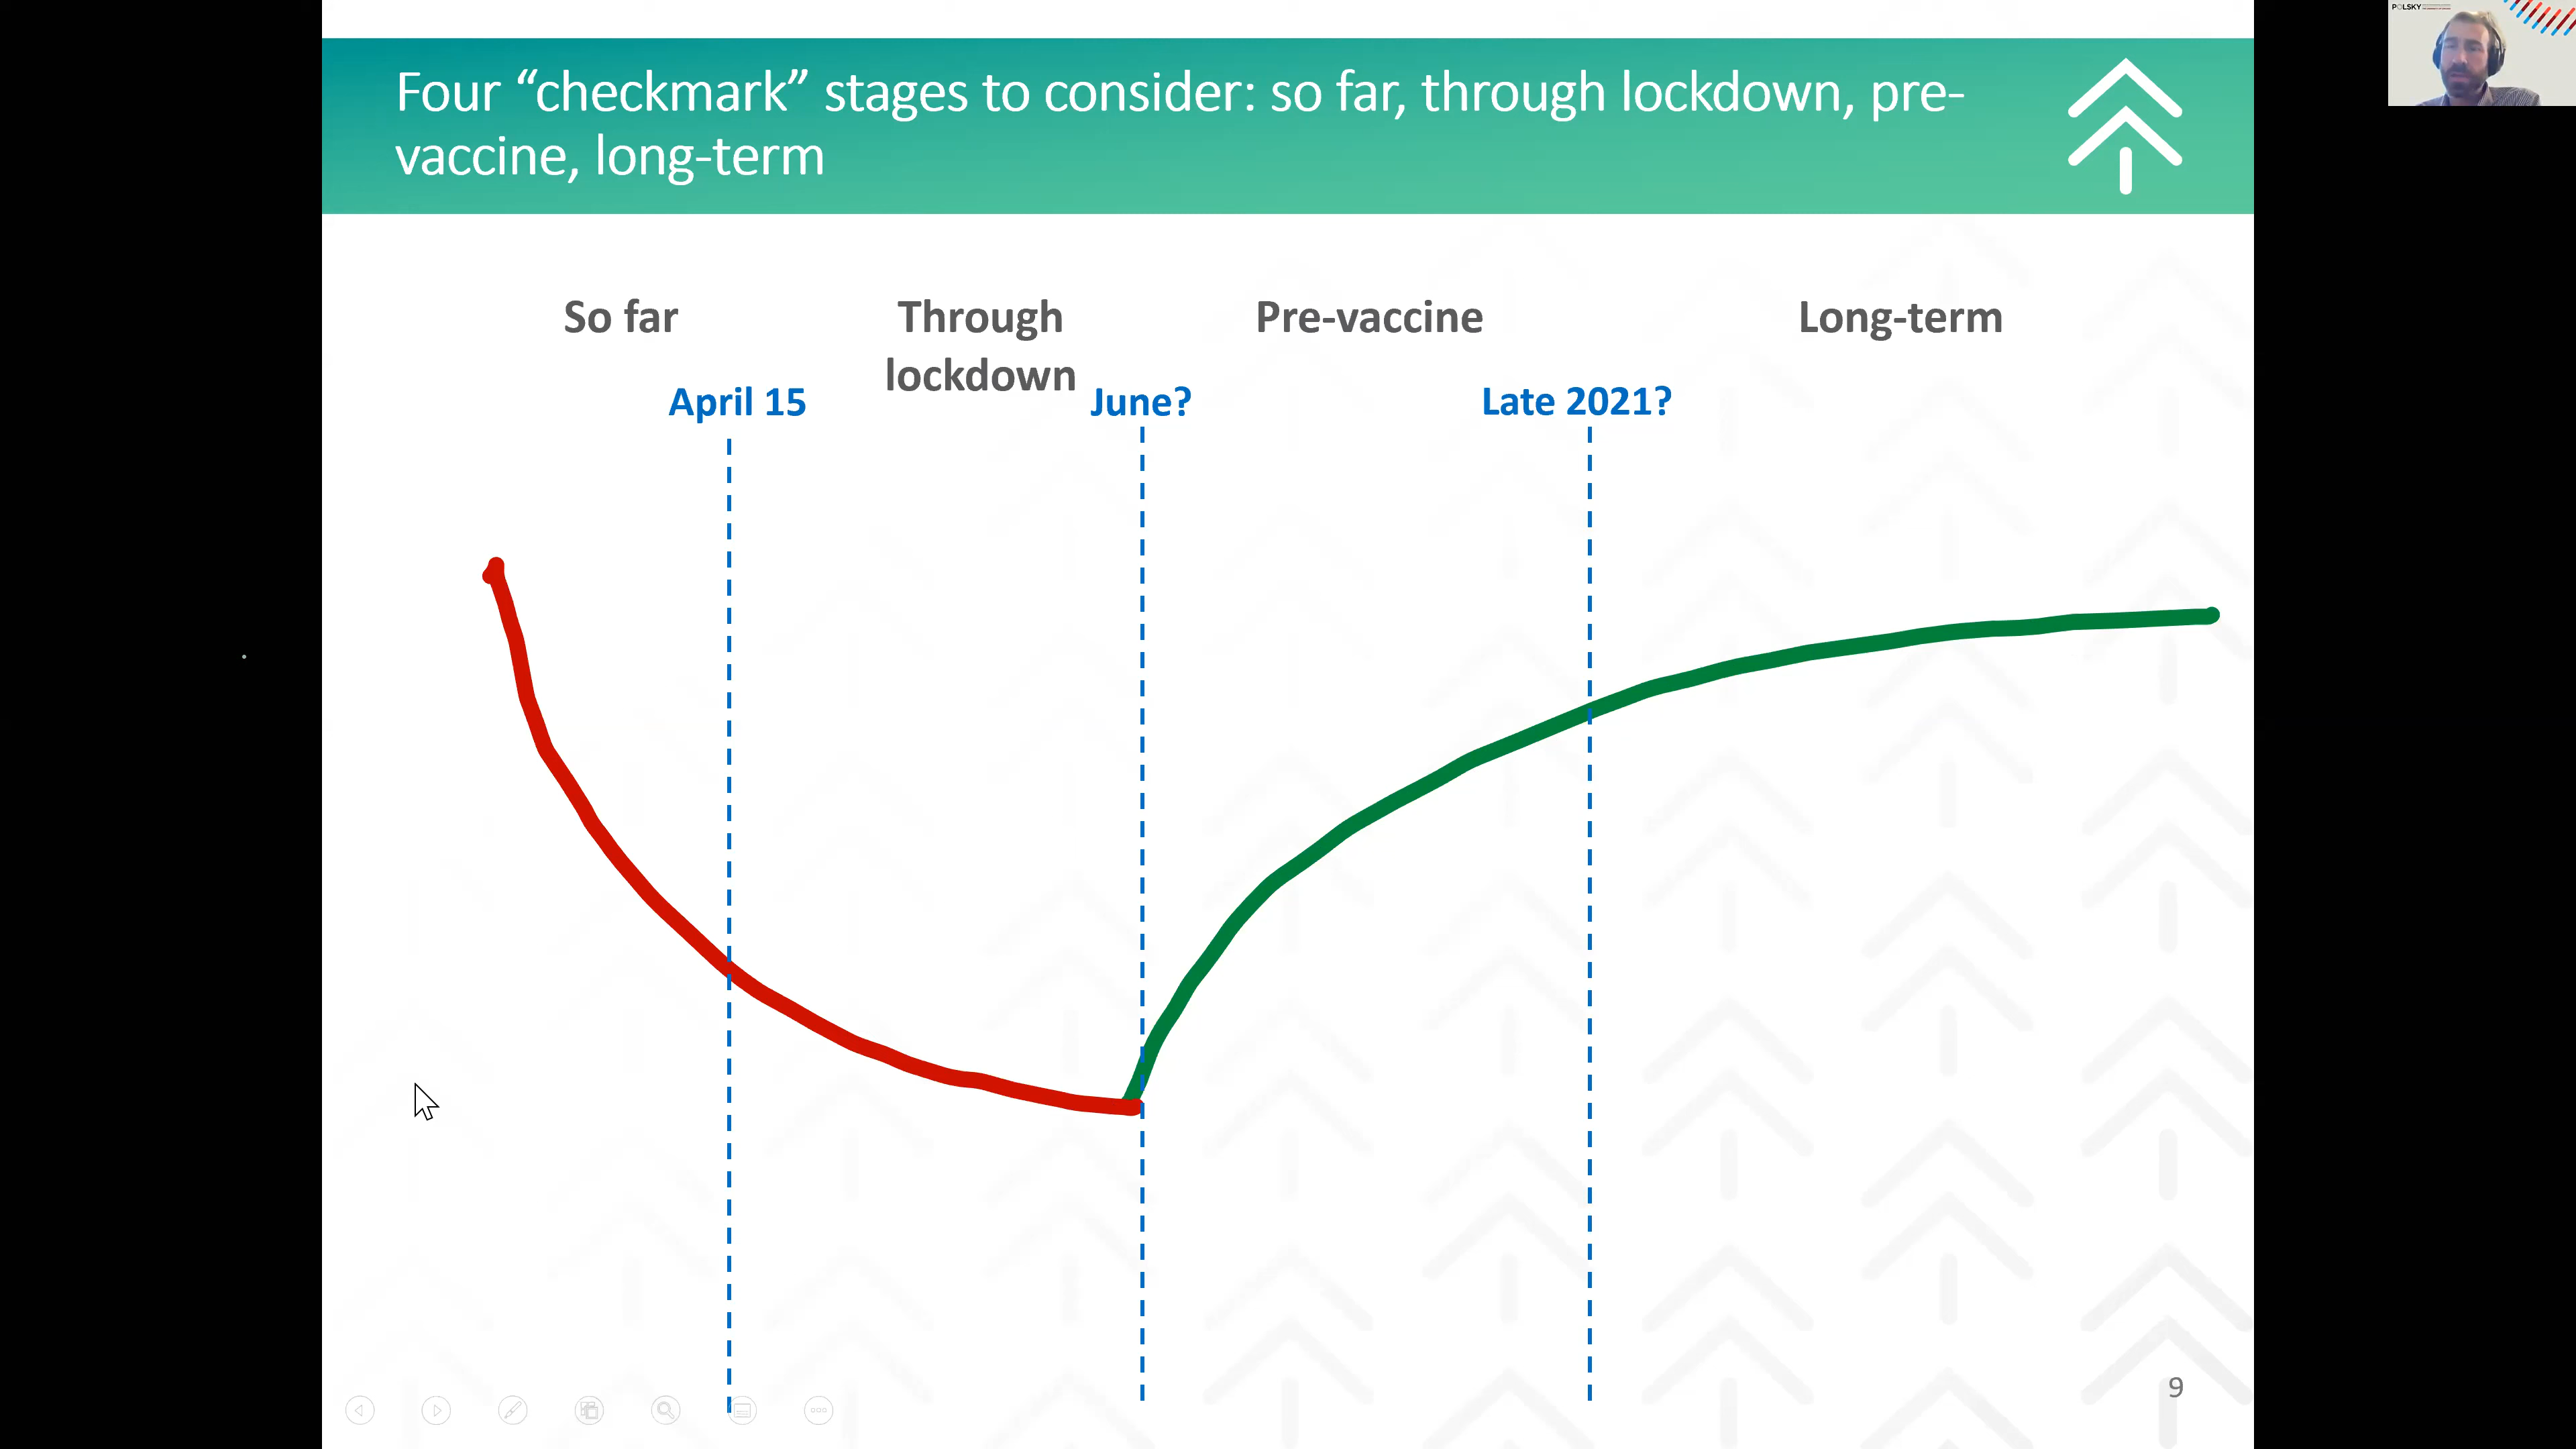 POLSKY
Four “checkmark” stages to consider: so far, through lockdown, pre-
vaccine, long-term
So far
Through
lockdown
Pre-vaccine
Long-term
April 15
June?
Late 2021?
9